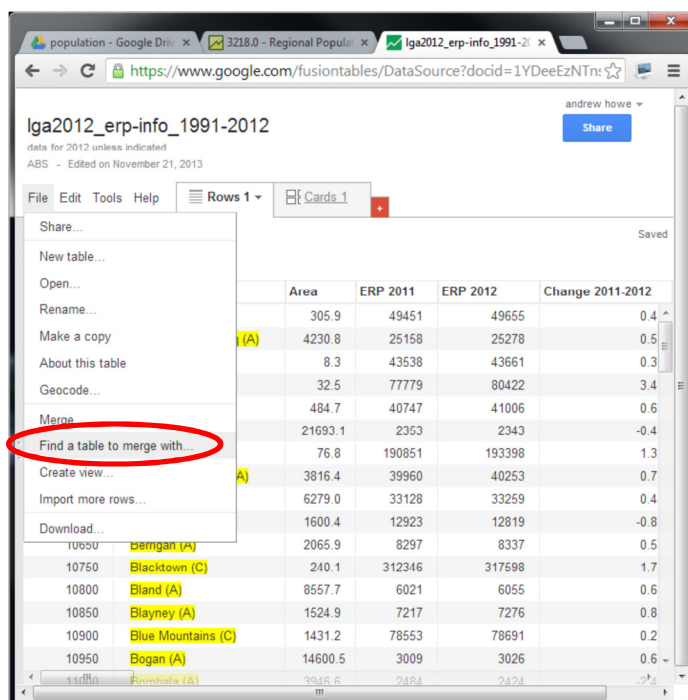 population - Google Driv
3218.0 - Regional Populat
lga2012_erp-info_1991-20
https://www.google.com/fusiontables/DataSource?docid=1YDeeEzNTn
andrew howe
lga2012_erp-info_1991-2012
Share
data for 2012 unless indicated
ABS - Edited on November 21, 2013
File Edit Tools Help Rows 1 Cards 1 +
Share...
Saved
New table...
Open...
Area ERP 2011 ERP 2012 Change 2011-2012
Rename...
305.9 49451 49655 0.4
Make a copy
(A) 4230.8 25158 25278 0.5
About this table
8.3 43538 43661 0.3
Geocode...
32.5 77779 80422 3.4
484.7 40747 41006 0.6
Merge
21693.1 2353 2343 -0.4
Find a table to merge with...
76.8 190851 193398 1.3
Create view...
A) 3816.4 39960 40253 0.7
Import more rows...
6279.0 33128 33259 0.4
Download...
1600.4 12923 12819 -0.8
10650 Berrigan (A) 2065.9 8297 8337 0.5
10750 Blacktown (C) 240.1 312346 317598 1.7
10800 Bland (A) 8557.7 6021 6055 0.6
10850 Blayney (A) 1524.9 7217 7276 0.8
10900 Blue Mountains (C) 1431.2 78553 78691 0.2
10950 Bogan (A) 14600.5 3009 3026 0.6
Bombala (A) 3946.6 2484 2424